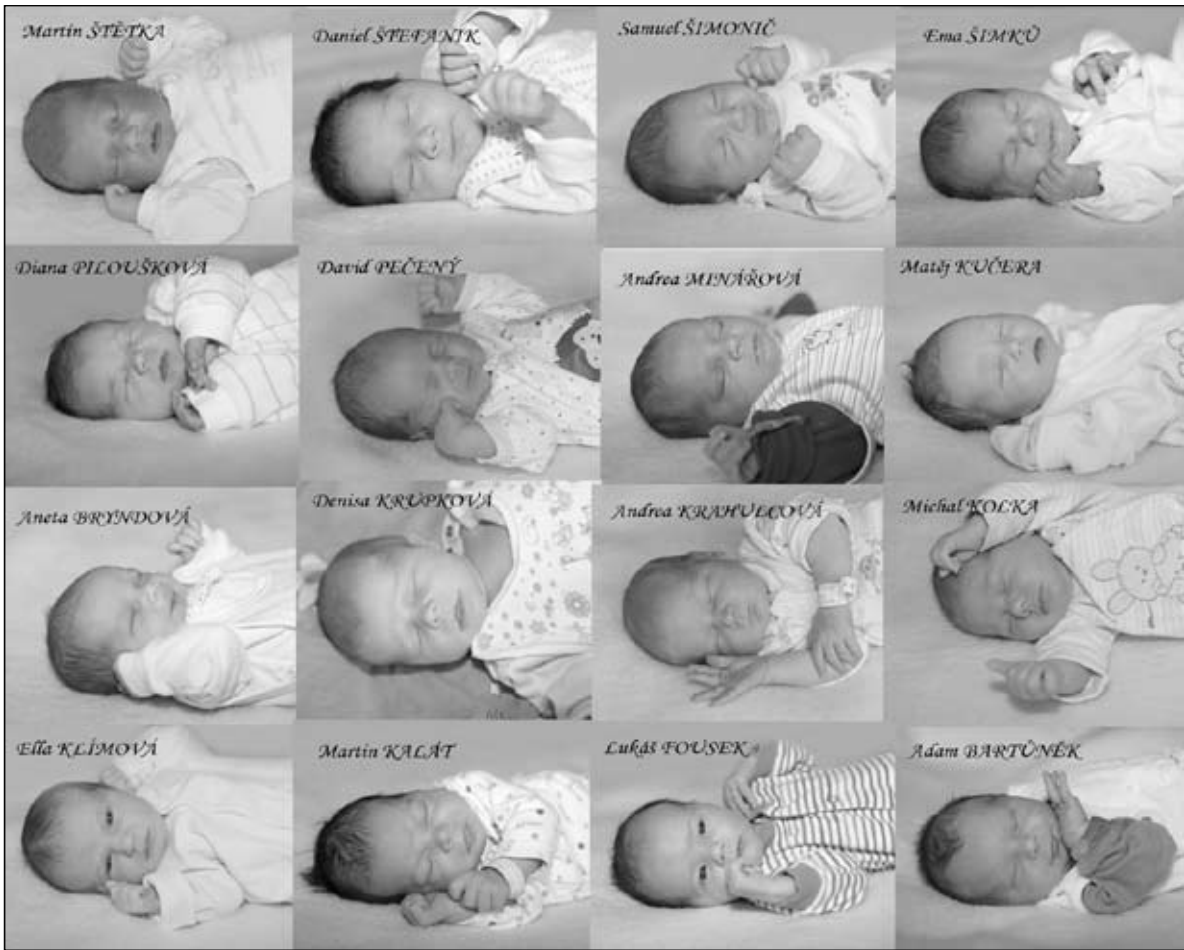 Martin ŠTĚTKA
Daniel ŠTEFANIK
Samuel ŠIMONIČ
Ema ŠIMKŮ
Diana PILOUŠKOVÁ
David PEČENÝ
Andrea MINÁŘOVÁ
Matěj KUČERA
Aneta BRYNDOVÁ
Denisa KRUPKOVÁ
Andrea KRAHULCOVÁ
Michal KOLKA
Ella KLÍMOVÁ
Martin KALÁT
Lukáš FOUSEK
Adam BARTŮNĚK